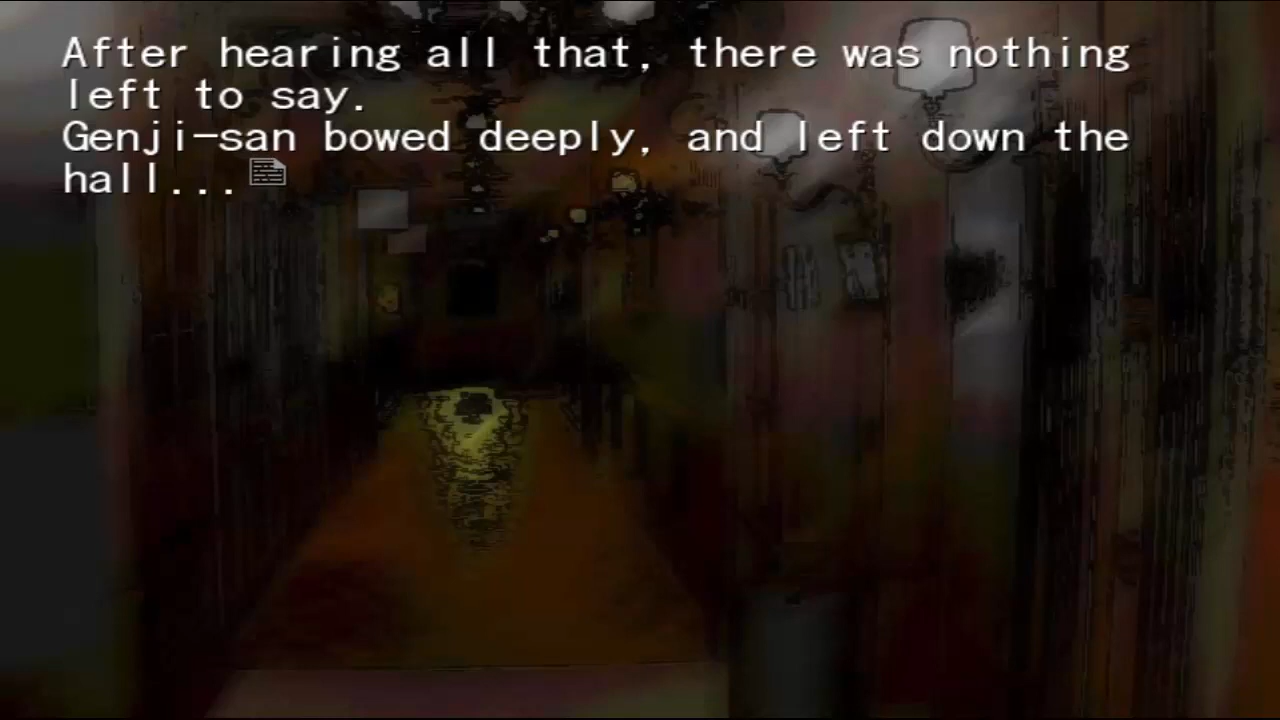 After hearing all that, there was nothing
left to say.
Genji-san bowed deeply, and left down the
hall...